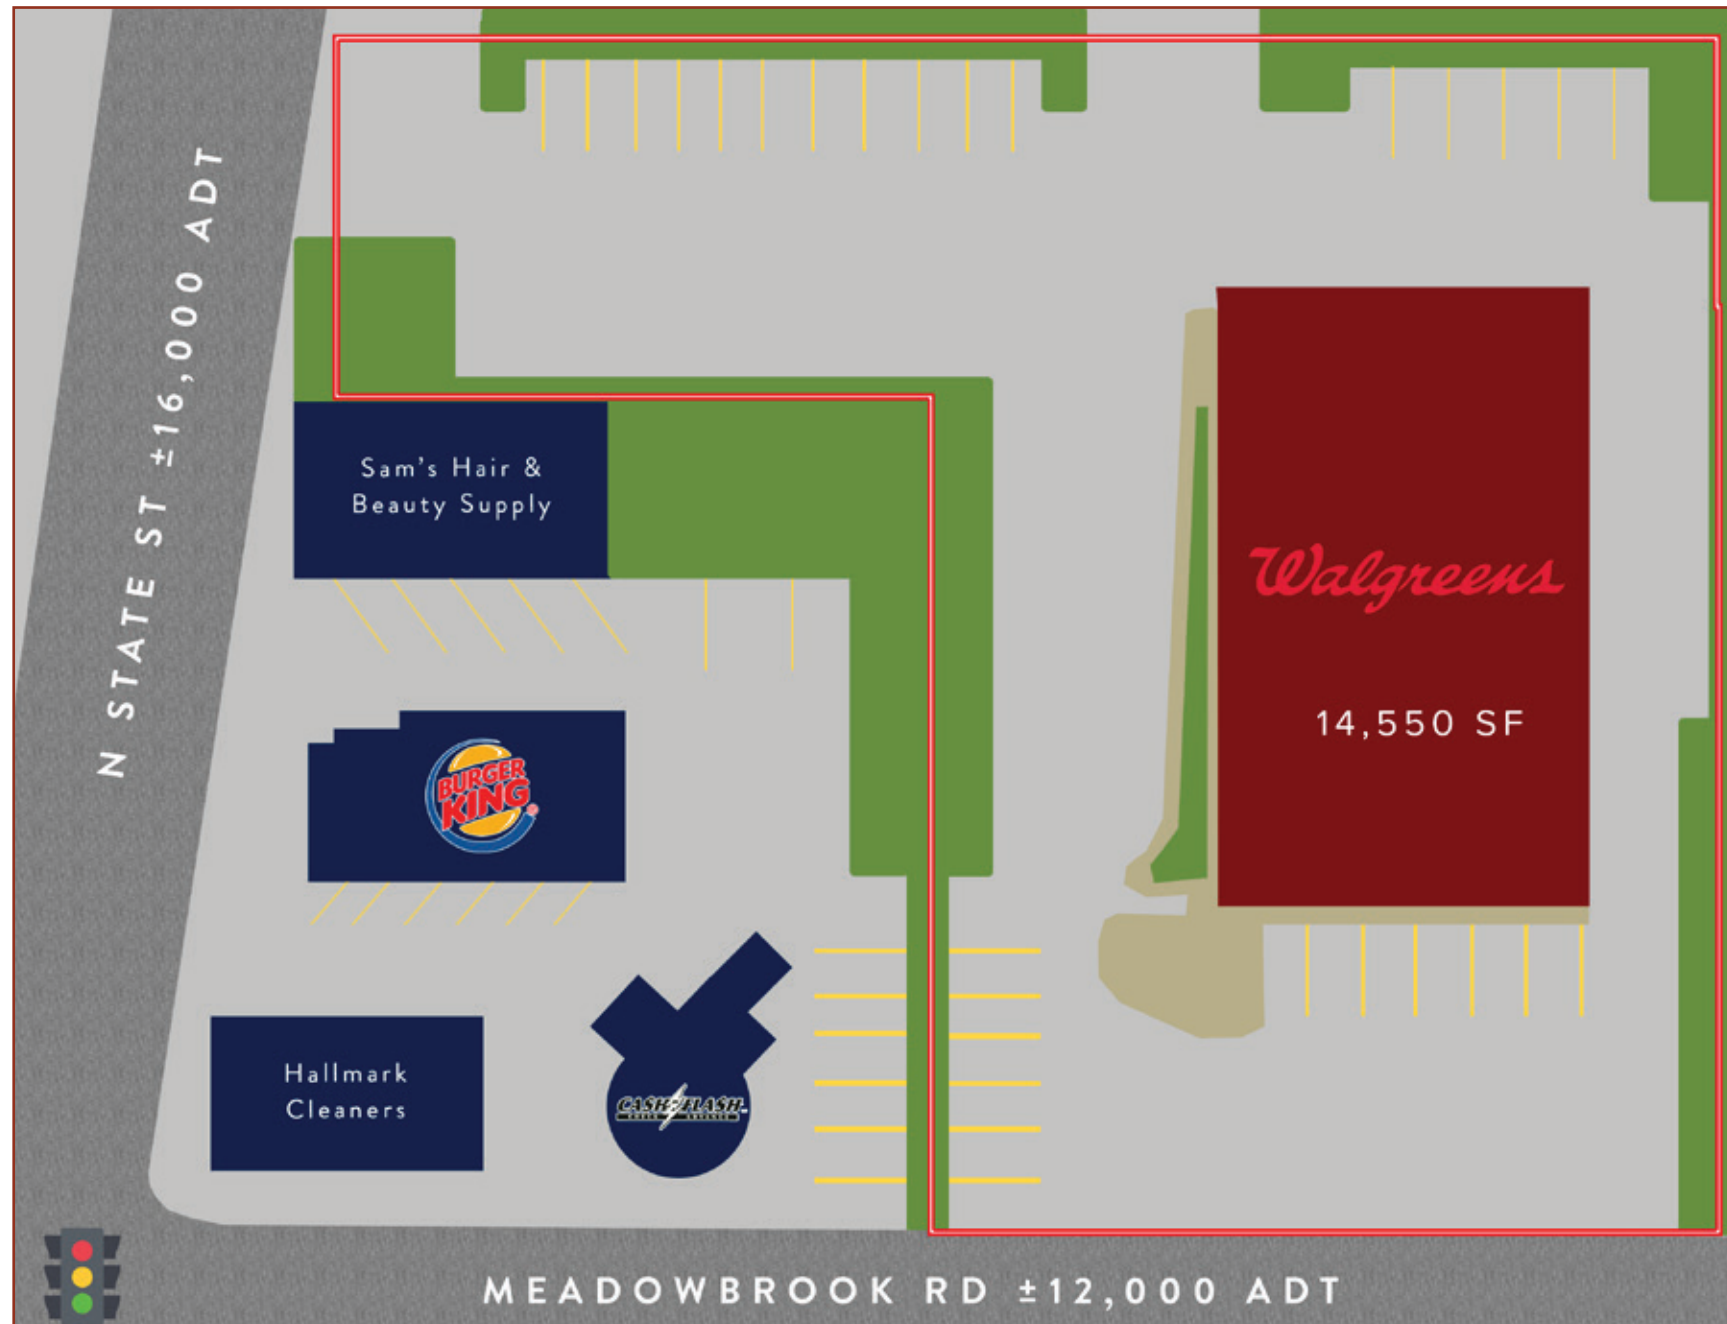 N STATE ST ±16,000 ADT
Sam's Hair &
Beauty Supply
Walgreens
14,550 SF
BURGER
KING
Hallmark
Cleaners
CASH FLASH
MEADOWBROOK RD ±12,000 ADT